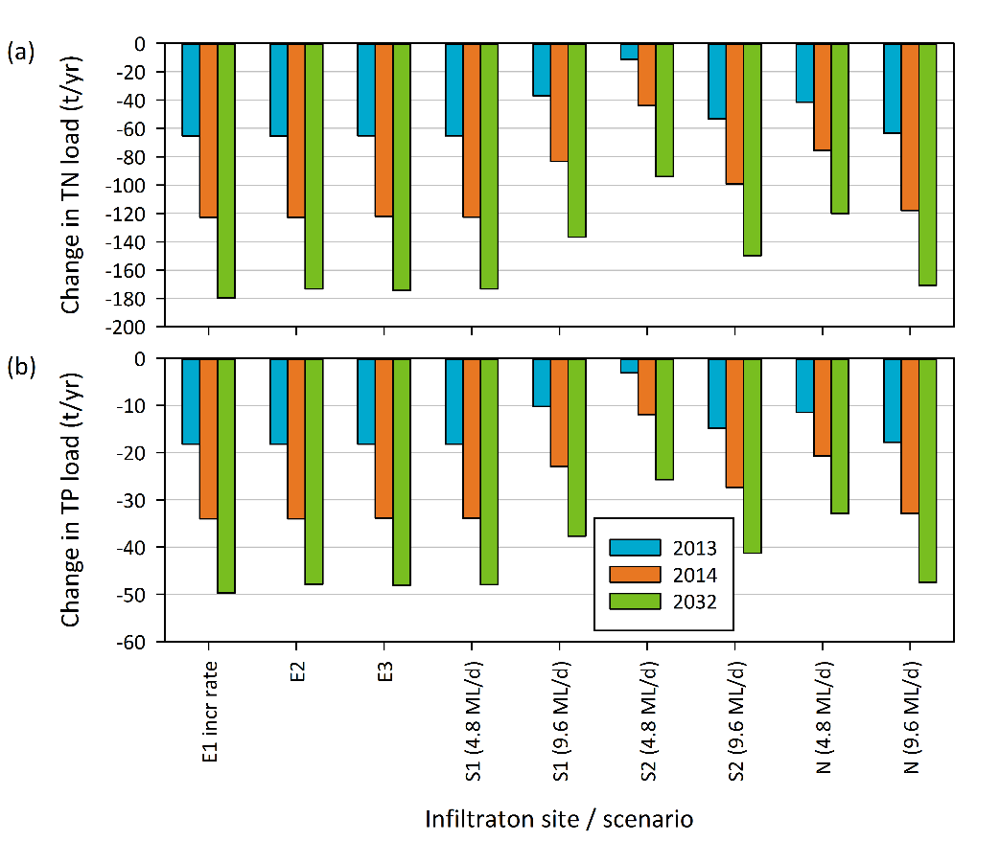 (a)
Change in TN load (t/yr)
0
-20
-40
-60
-80
-100
-120
-140
-160
-180
-200
(b)
Change in TP load (t/yr)
0
-10
-20
-30
-40
-50
-60
2013
2014
2032
E1 incr rate
E2
E3
S1 (4.8 ML/d)
S1 (9.6 ML/d)
S2 (4.8 ML/d)
S2 (9.6 ML/d)
N (4.8 ML/d)
N (9.6 ML/d)
Infiltraton site / scenario